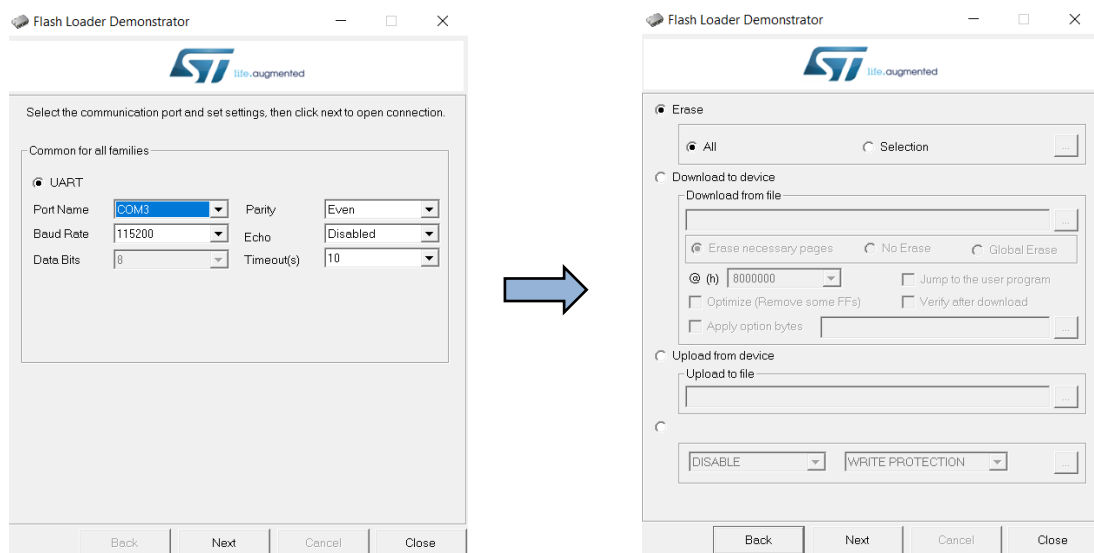 Flash Loader Demonstrator
ST life.augmented
Select the communication port and set settings, then click next to open connection.
Common for all families
UART
Port Name COM3 Parity Even
Baud Rate 115200 Echo Disabled
Data Bits 8 Timeout(s) 10
Back Next Cancel Close
Flash Loader Demonstrator
ST life.augmented
Erase
All Selection ...
Download to device
Download from file
...
Erase necessary pages No Erase Global Erase
@ (h) 8000000 Jump to the user program
Optimize (Remove some FFs) Verify after download
Apply option bytes ...
Upload from device
Upload to file
...
DISABLE WRITE PROTECTION ...
Back Next Cancel Close